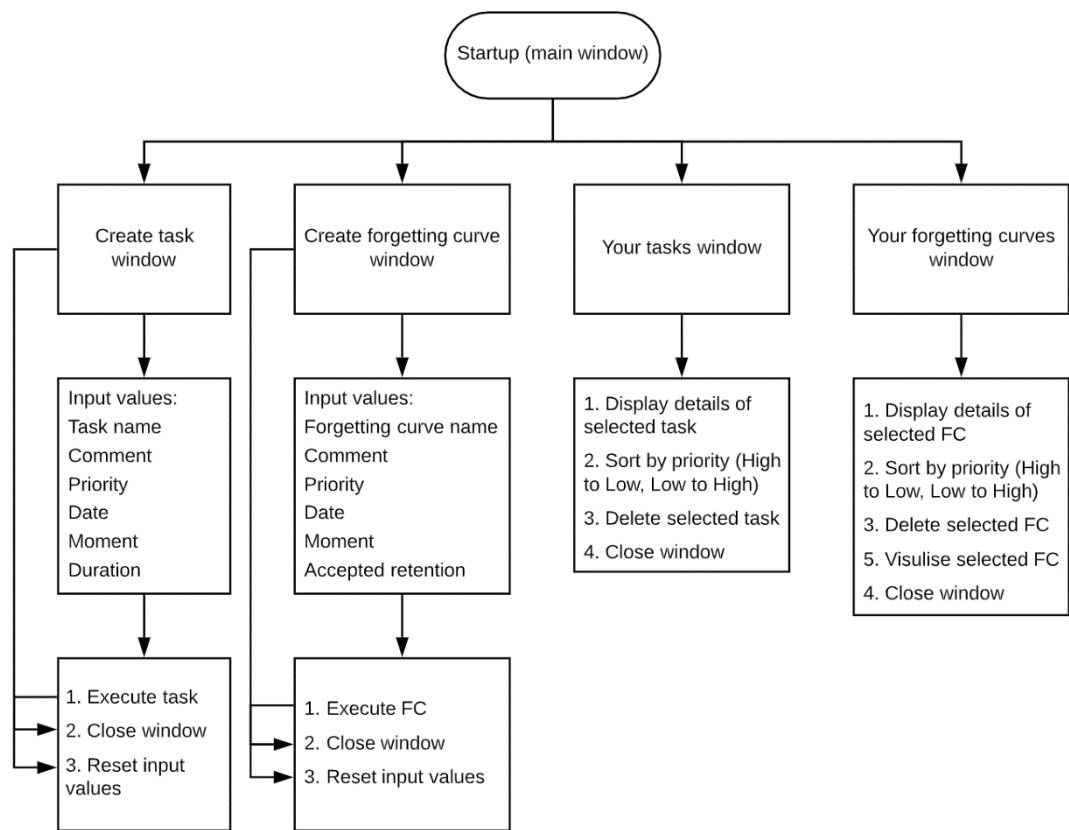 Startup (main window)
Create task
window
Create forgetting curve
window
Your tasks window
Your forgetting curves
window
Input values:
Task name
Comment
Priority
Date
Moment
Duration
Input values:
Forgetting curve name
Comment
Priority
Date
Moment
Accepted retention
1. Display details of
selected task
2. Sort by priority (High
to Low, Low to High)
3. Delete selected task
4. Close window
1. Display details of
selected FC
2. Sort by priority (High
to Low, Low to High)
3. Delete selected FC
5. Visulise selected FC
4. Close window
1. Execute task
2. Close window
3. Reset input
values
1. Execute FC
2. Close window
3. Reset input values